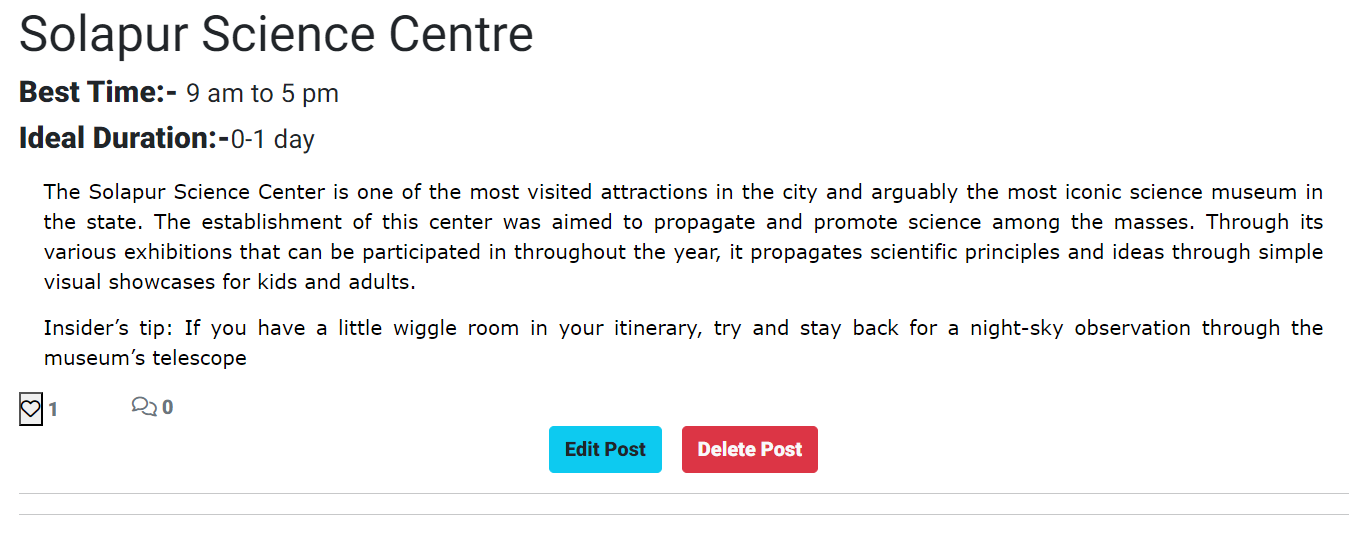 Solapur Science Centre
Best Time:- 9 am to 5 pm
Ideal Duration:-0-1 day
The Solapur Science Center is one of the most visited attractions in the city and arguably the most iconic science museum in
the state. The establishment of this center was aimed to propagate and promote science among the masses. Through its
various exhibitions that can be participated in throughout the year, it propagates scientific principles and ideas through simple
visual showcases for kids and adults.
Insider’s tip: If you have a little wiggle room in your itinerary, try and stay back for a night-sky observation through the
museum’s telescope
1 0
Edit Post Delete Post